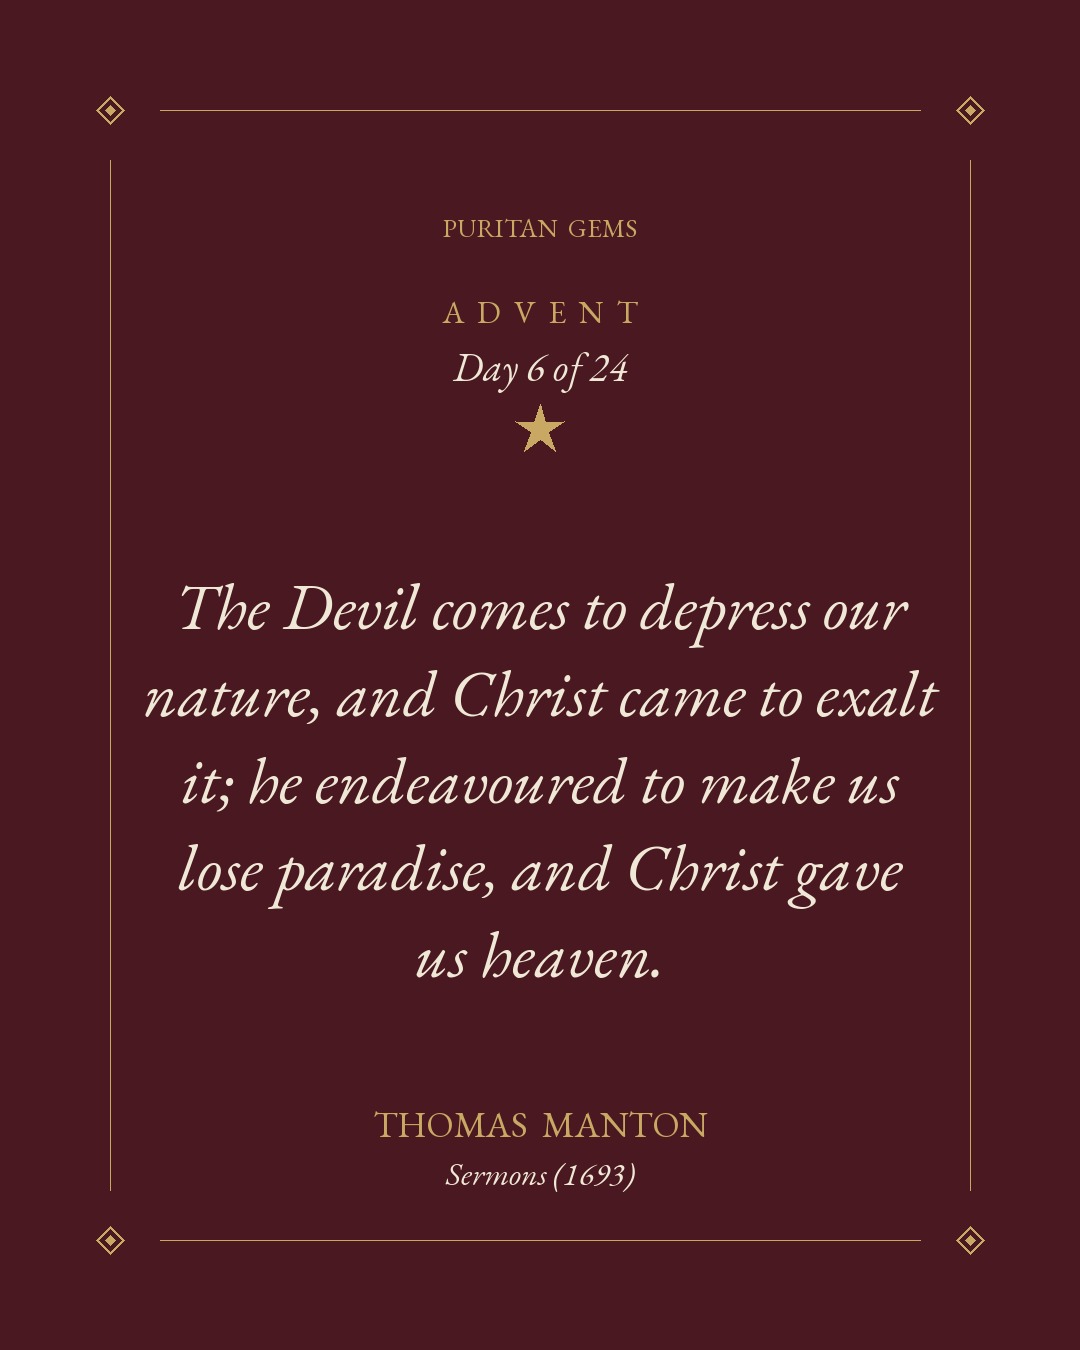 PURITAN GEMS
ADVENT
Day 6 of 24
The Devil comes to depress our
nature, and Christ came to exalt
it; he endeavoured to make us
lose paradise, and Christ gave
us heaven.
THOMAS MANTON
Sermons (1693)